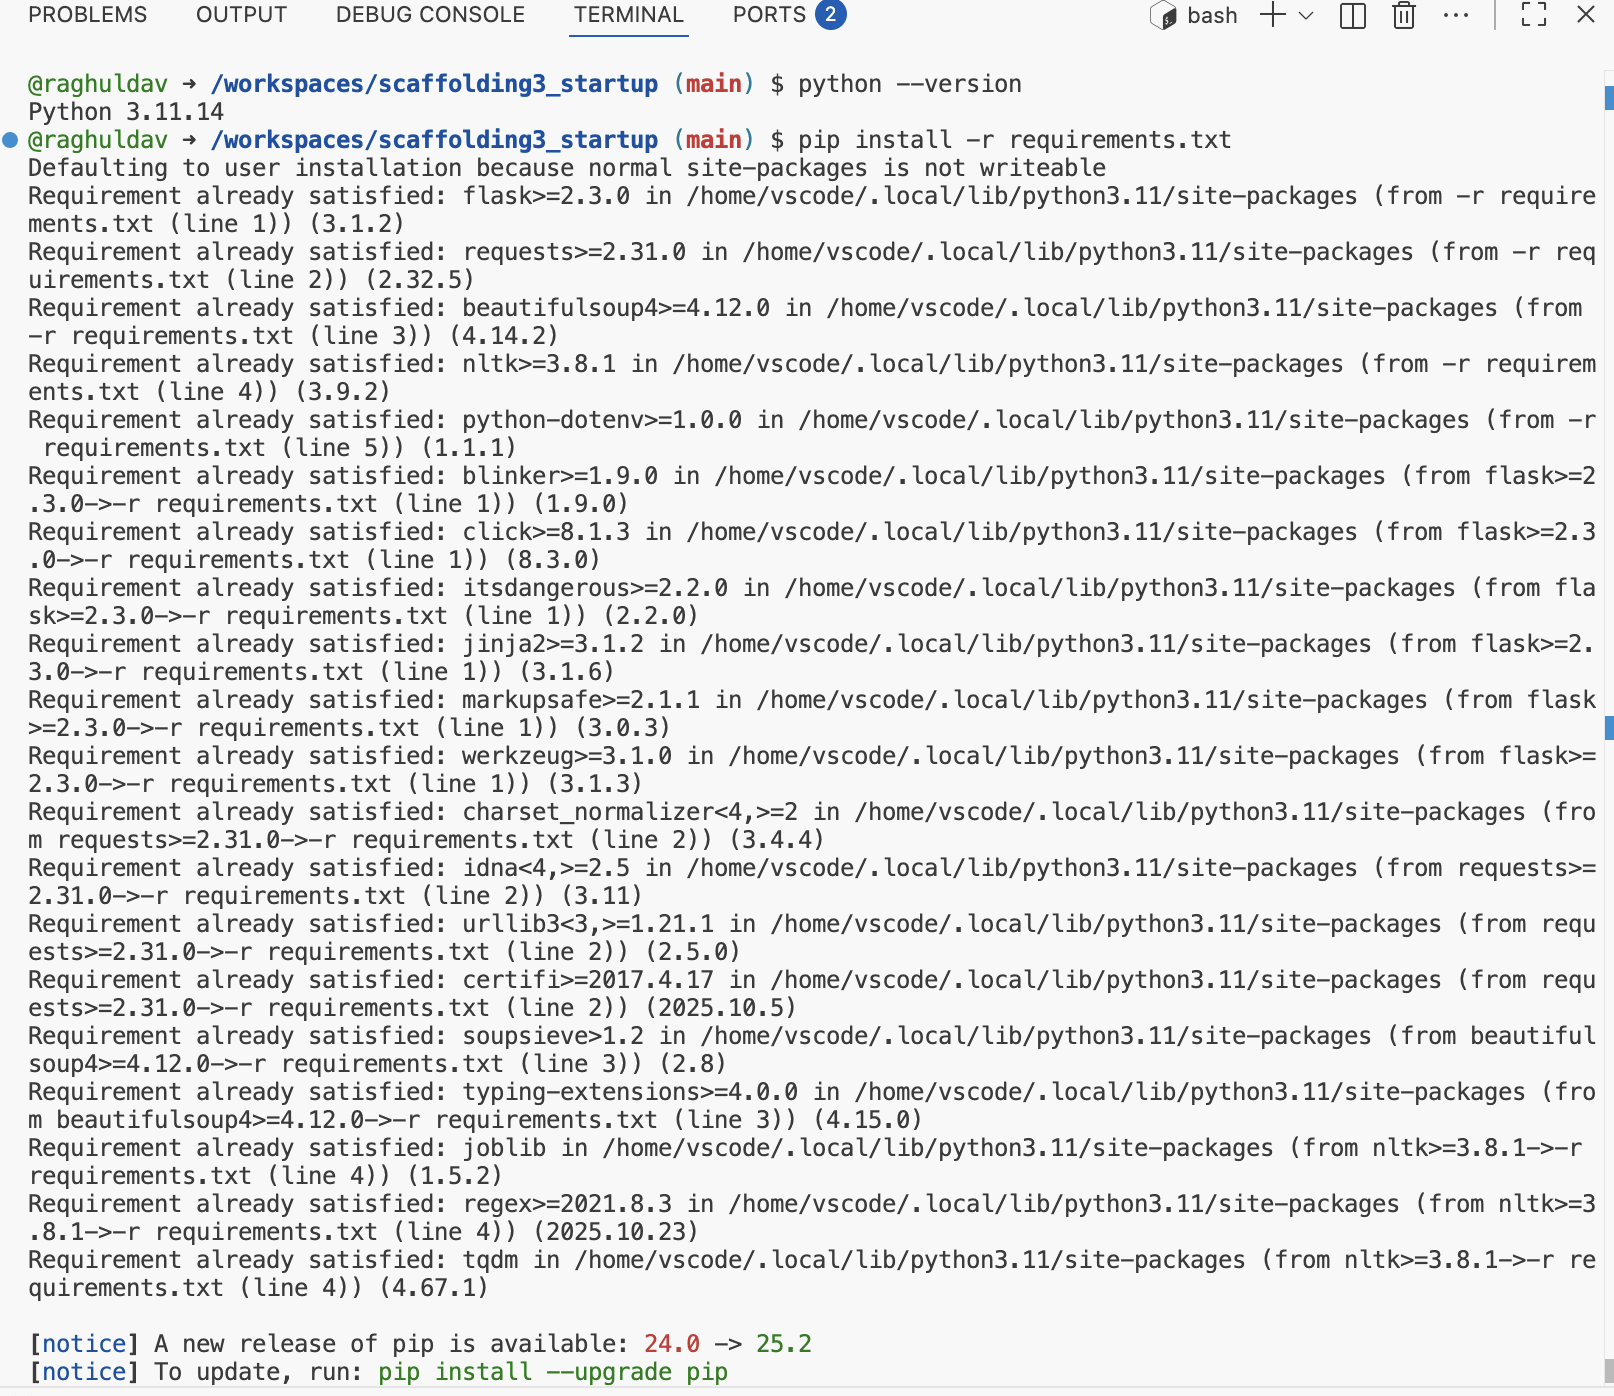 PROBLEMS OUTPUT DEBUG CONSOLE TERMINAL PORTS 2 bash
@raghuldav ➜ /workspaces/scaffolding3_startup (main) $ python --version
Python 3.11.14
@raghuldav ➜ /workspaces/scaffolding3_startup (main) $ pip install -r requirements.txt
Defaulting to user installation because normal site-packages is not writeable
Requirement already satisfied: flask>=2.3.0 in /home/vscode/.local/lib/python3.11/site-packages (from -r require
ments.txt (line 1)) (3.1.2)
Requirement already satisfied: requests>=2.31.0 in /home/vscode/.local/lib/python3.11/site-packages (from -r req
uirements.txt (line 2)) (2.32.5)
Requirement already satisfied: beautifulsoup4>=4.12.0 in /home/vscode/.local/lib/python3.11/site-packages (from
-r requirements.txt (line 3)) (4.14.2)
Requirement already satisfied: nltk>=3.8.1 in /home/vscode/.local/lib/python3.11/site-packages (from -r requirem
ents.txt (line 4)) (3.9.2)
Requirement already satisfied: python-dotenv>=1.0.0 in /home/vscode/.local/lib/python3.11/site-packages (from -r
 requirements.txt (line 5)) (1.1.1)
Requirement already satisfied: blinker>=1.9.0 in /home/vscode/.local/lib/python3.11/site-packages (from flask>=2
.3.0->-r requirements.txt (line 1)) (1.9.0)
Requirement already satisfied: click>=8.1.3 in /home/vscode/.local/lib/python3.11/site-packages (from flask>=2.3
.0->-r requirements.txt (line 1)) (8.3.0)
Requirement already satisfied: itsdangerous>=2.2.0 in /home/vscode/.local/lib/python3.11/site-packages (from fla
sk>=2.3.0->-r requirements.txt (line 1)) (2.2.0)
Requirement already satisfied: jinja2>=3.1.2 in /home/vscode/.local/lib/python3.11/site-packages (from flask>=2.
3.0->-r requirements.txt (line 1)) (3.1.6)
Requirement already satisfied: markupsafe>=2.1.1 in /home/vscode/.local/lib/python3.11/site-packages (from flask
>=2.3.0->-r requirements.txt (line 1)) (3.0.3)
Requirement already satisfied: werkzeug>=3.1.0 in /home/vscode/.local/lib/python3.11/site-packages (from flask>=
2.3.0->-r requirements.txt (line 1)) (3.1.3)
Requirement already satisfied: charset_normalizer<4,>=2 in /home/vscode/.local/lib/python3.11/site-packages (fro
m requests>=2.31.0->-r requirements.txt (line 2)) (3.4.4)
Requirement already satisfied: idna<4,>=2.5 in /home/vscode/.local/lib/python3.11/site-packages (from requests>=
2.31.0->-r requirements.txt (line 2)) (3.11)
Requirement already satisfied: urllib3<3,>=1.21.1 in /home/vscode/.local/lib/python3.11/site-packages (from requ
ests>=2.31.0->-r requirements.txt (line 2)) (2.5.0)
Requirement already satisfied: certifi>=2017.4.17 in /home/vscode/.local/lib/python3.11/site-packages (from requ
ests>=2.31.0->-r requirements.txt (line 2)) (2025.10.5)
Requirement already satisfied: soupsieve>1.2 in /home/vscode/.local/lib/python3.11/site-packages (from beautiful
soup4>=4.12.0->-r requirements.txt (line 3)) (2.8)
Requirement already satisfied: typing-extensions>=4.0.0 in /home/vscode/.local/lib/python3.11/site-packages (fro
m beautifulsoup4>=4.12.0->-r requirements.txt (line 3)) (4.15.0)
Requirement already satisfied: joblib in /home/vscode/.local/lib/python3.11/site-packages (from nltk>=3.8.1->-r
requirements.txt (line 4)) (1.5.2)
Requirement already satisfied: regex>=2021.8.3 in /home/vscode/.local/lib/python3.11/site-packages (from nltk>=3
.8.1->-r requirements.txt (line 4)) (2025.10.23)
Requirement already satisfied: tqdm in /home/vscode/.local/lib/python3.11/site-packages (from nltk>=3.8.1->-r re
quirements.txt (line 4)) (4.67.1)
[notice] A new release of pip is available: 24.0 -> 25.2
[notice] To update, run: pip install --upgrade pip